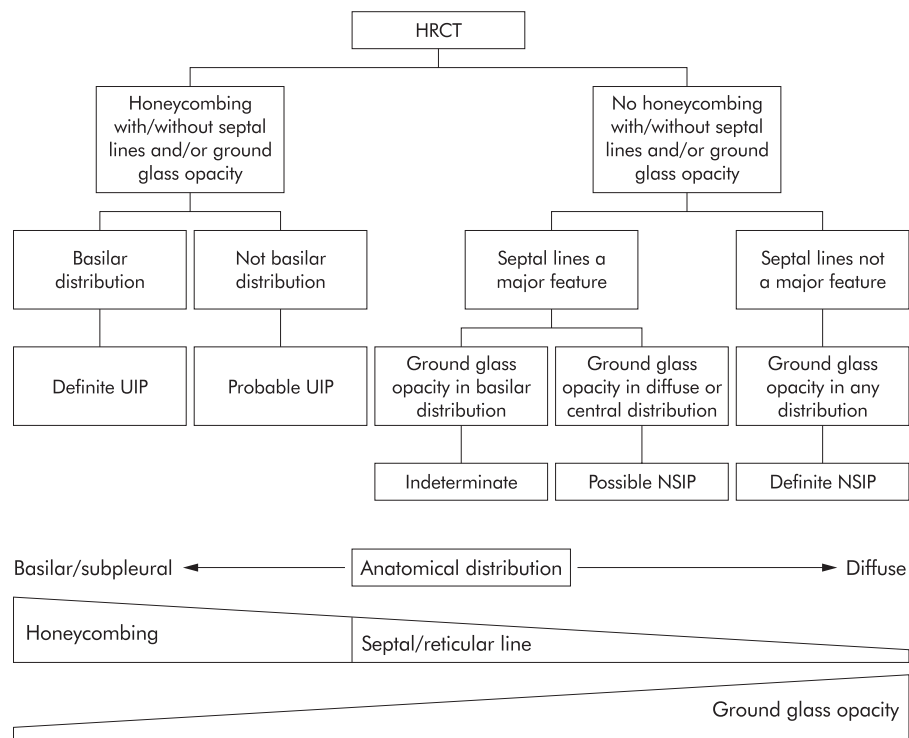 HRCT
Honeycombing
with/without septal
lines and/or ground
glass opacity
No honeycombing
with/without septal
lines and/or ground
glass opacity
Basilar
distribution
Not basilar
distribution
Septal lines a
major feature
Septal lines not
a major feature
Definite UIP
Probable UIP
Ground glass
opacity in basilar
distribution
Ground glass
opacity in diffuse or
central distribution
Ground glass
opacity in any
distribution
Indeterminate
Possible NSIP
Definite NSIP
Basilar/subpleural
Anatomical distribution
Diffuse
Honeycombing
Septal/reticular line
Ground glass opacity